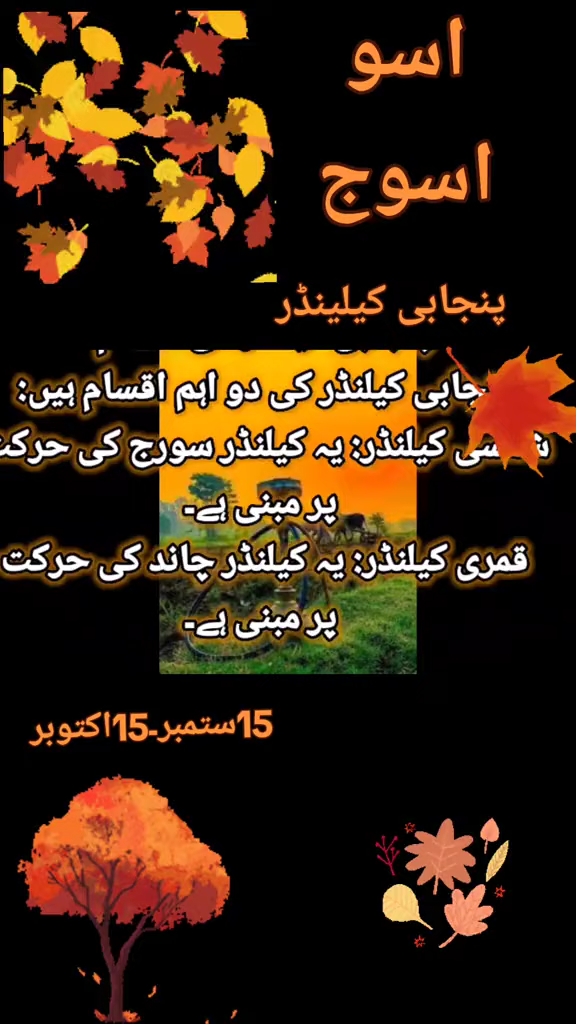 اسو
اسوج
پنجابی کیلینڈر
کیلنڈر کی دو اہم اقسام ہیں:
کیلنڈر: یہ کیلنڈر سورج کی حرکت
پر مبنی ہے۔
قمری کیلنڈر: یہ کیلنڈر چاند کی حرکت
پر مبنی ہے۔
15ستمبر۔15اکتوبر